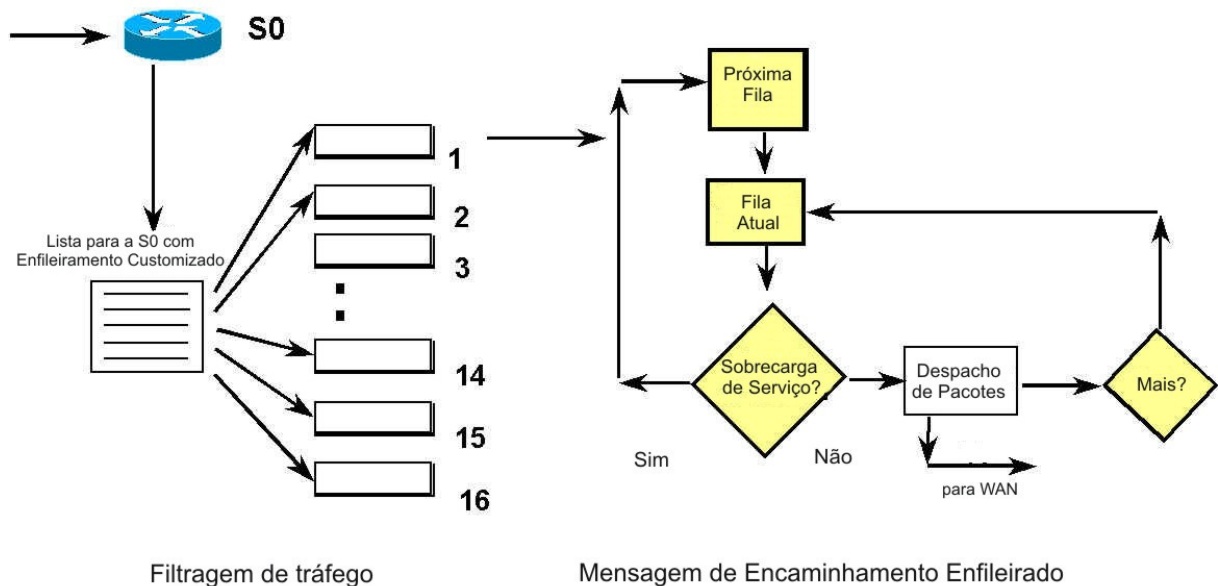 S0
Lista para a S0 com
Enfileiramento Customizado
1
2
3
14
15
16
Filtragem de tráfego
Próxima
Fila
Fila
Atual
Sobrecarga
de Serviço?
Sim
Não
Despacho
de Pacotes
para WAN
Mais?
Mensagem de Encaminhamento Enfileirado